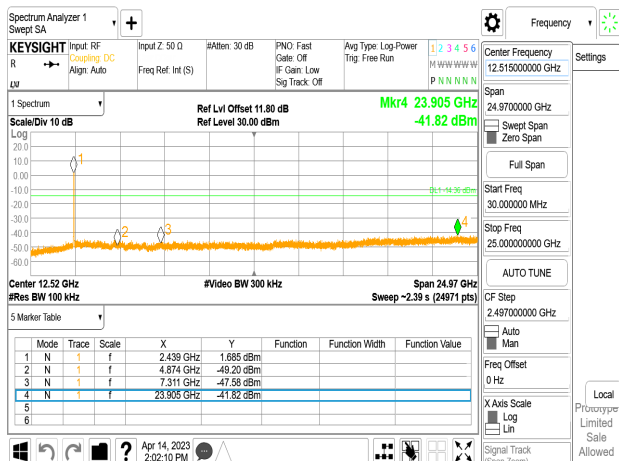 Spectrum Analyzer 1
Swept SA
Frequency
Settings
KEYSIGHT
R
Input: RF
Coupling: DC
Align: Auto
Input Z: 50 Ω
Freq Ref: Int (S)
#Atten: 30 dB
PNO: Fast
Gate: Off
IF Gain: Low
Sig Track: Off
Avg Type: Log-Power
Trig: Free Run
1 2 3 4 5 6
M W W W W W
P N N N N N
LXI
1 Spectrum
Scale/Div 10 dB
Ref Lvl Offset 11.80 dB
Ref Level 30.00 dBm
Mkr4 23.905 GHz
-41.82 dBm
Log
20.0
10.0
0.00
-10.0
-20.0
-30.0
-40.0
-50.0
-60.0
1
2
3
4
Center 12.52 GHz
#Res BW 100 kHz
#Video BW 300 kHz
Span 24.97 GHz
Sweep ~2.39 s (24971 pts)
5 Marker Table
Mode Trace Scale X Y Function Function Width Function Value
1 N 1 f 2.439 GHz 1.685 dBm
2 N 1 f 4.874 GHz -49.20 dBm
3 N 1 f 7.311 GHz -47.58 dBm
4 N 1 f 23.905 GHz -41.82 dBm
5
6
?
Apr 14, 2023
2:02:10 PM
Center Frequency
12.515000000 GHz
Span
24.9700000 GHz
Swept Span
Zero Span
Full Span
Start Freq
30.000000 MHz
Stop Freq
25.000000000 GHz
AUTO TUNE
CF Step
2.497000000 GHz
Auto
Man
Freq Offset
0 Hz
X Axis Scale
Log
Lin
Signal Track
(Span Zoom)
Local
Prototype
Limited
Sale
Allowed